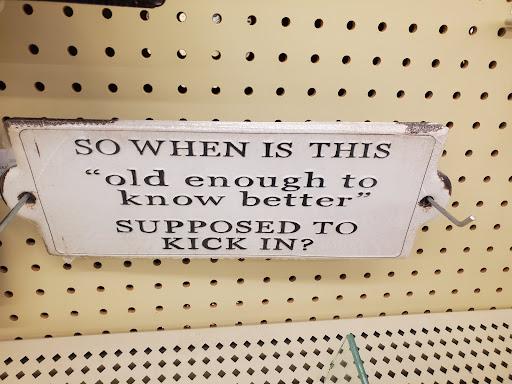 SO WHEN IS THIS
“old enough to
know better”
SUPPOSED TO
KICK IN?